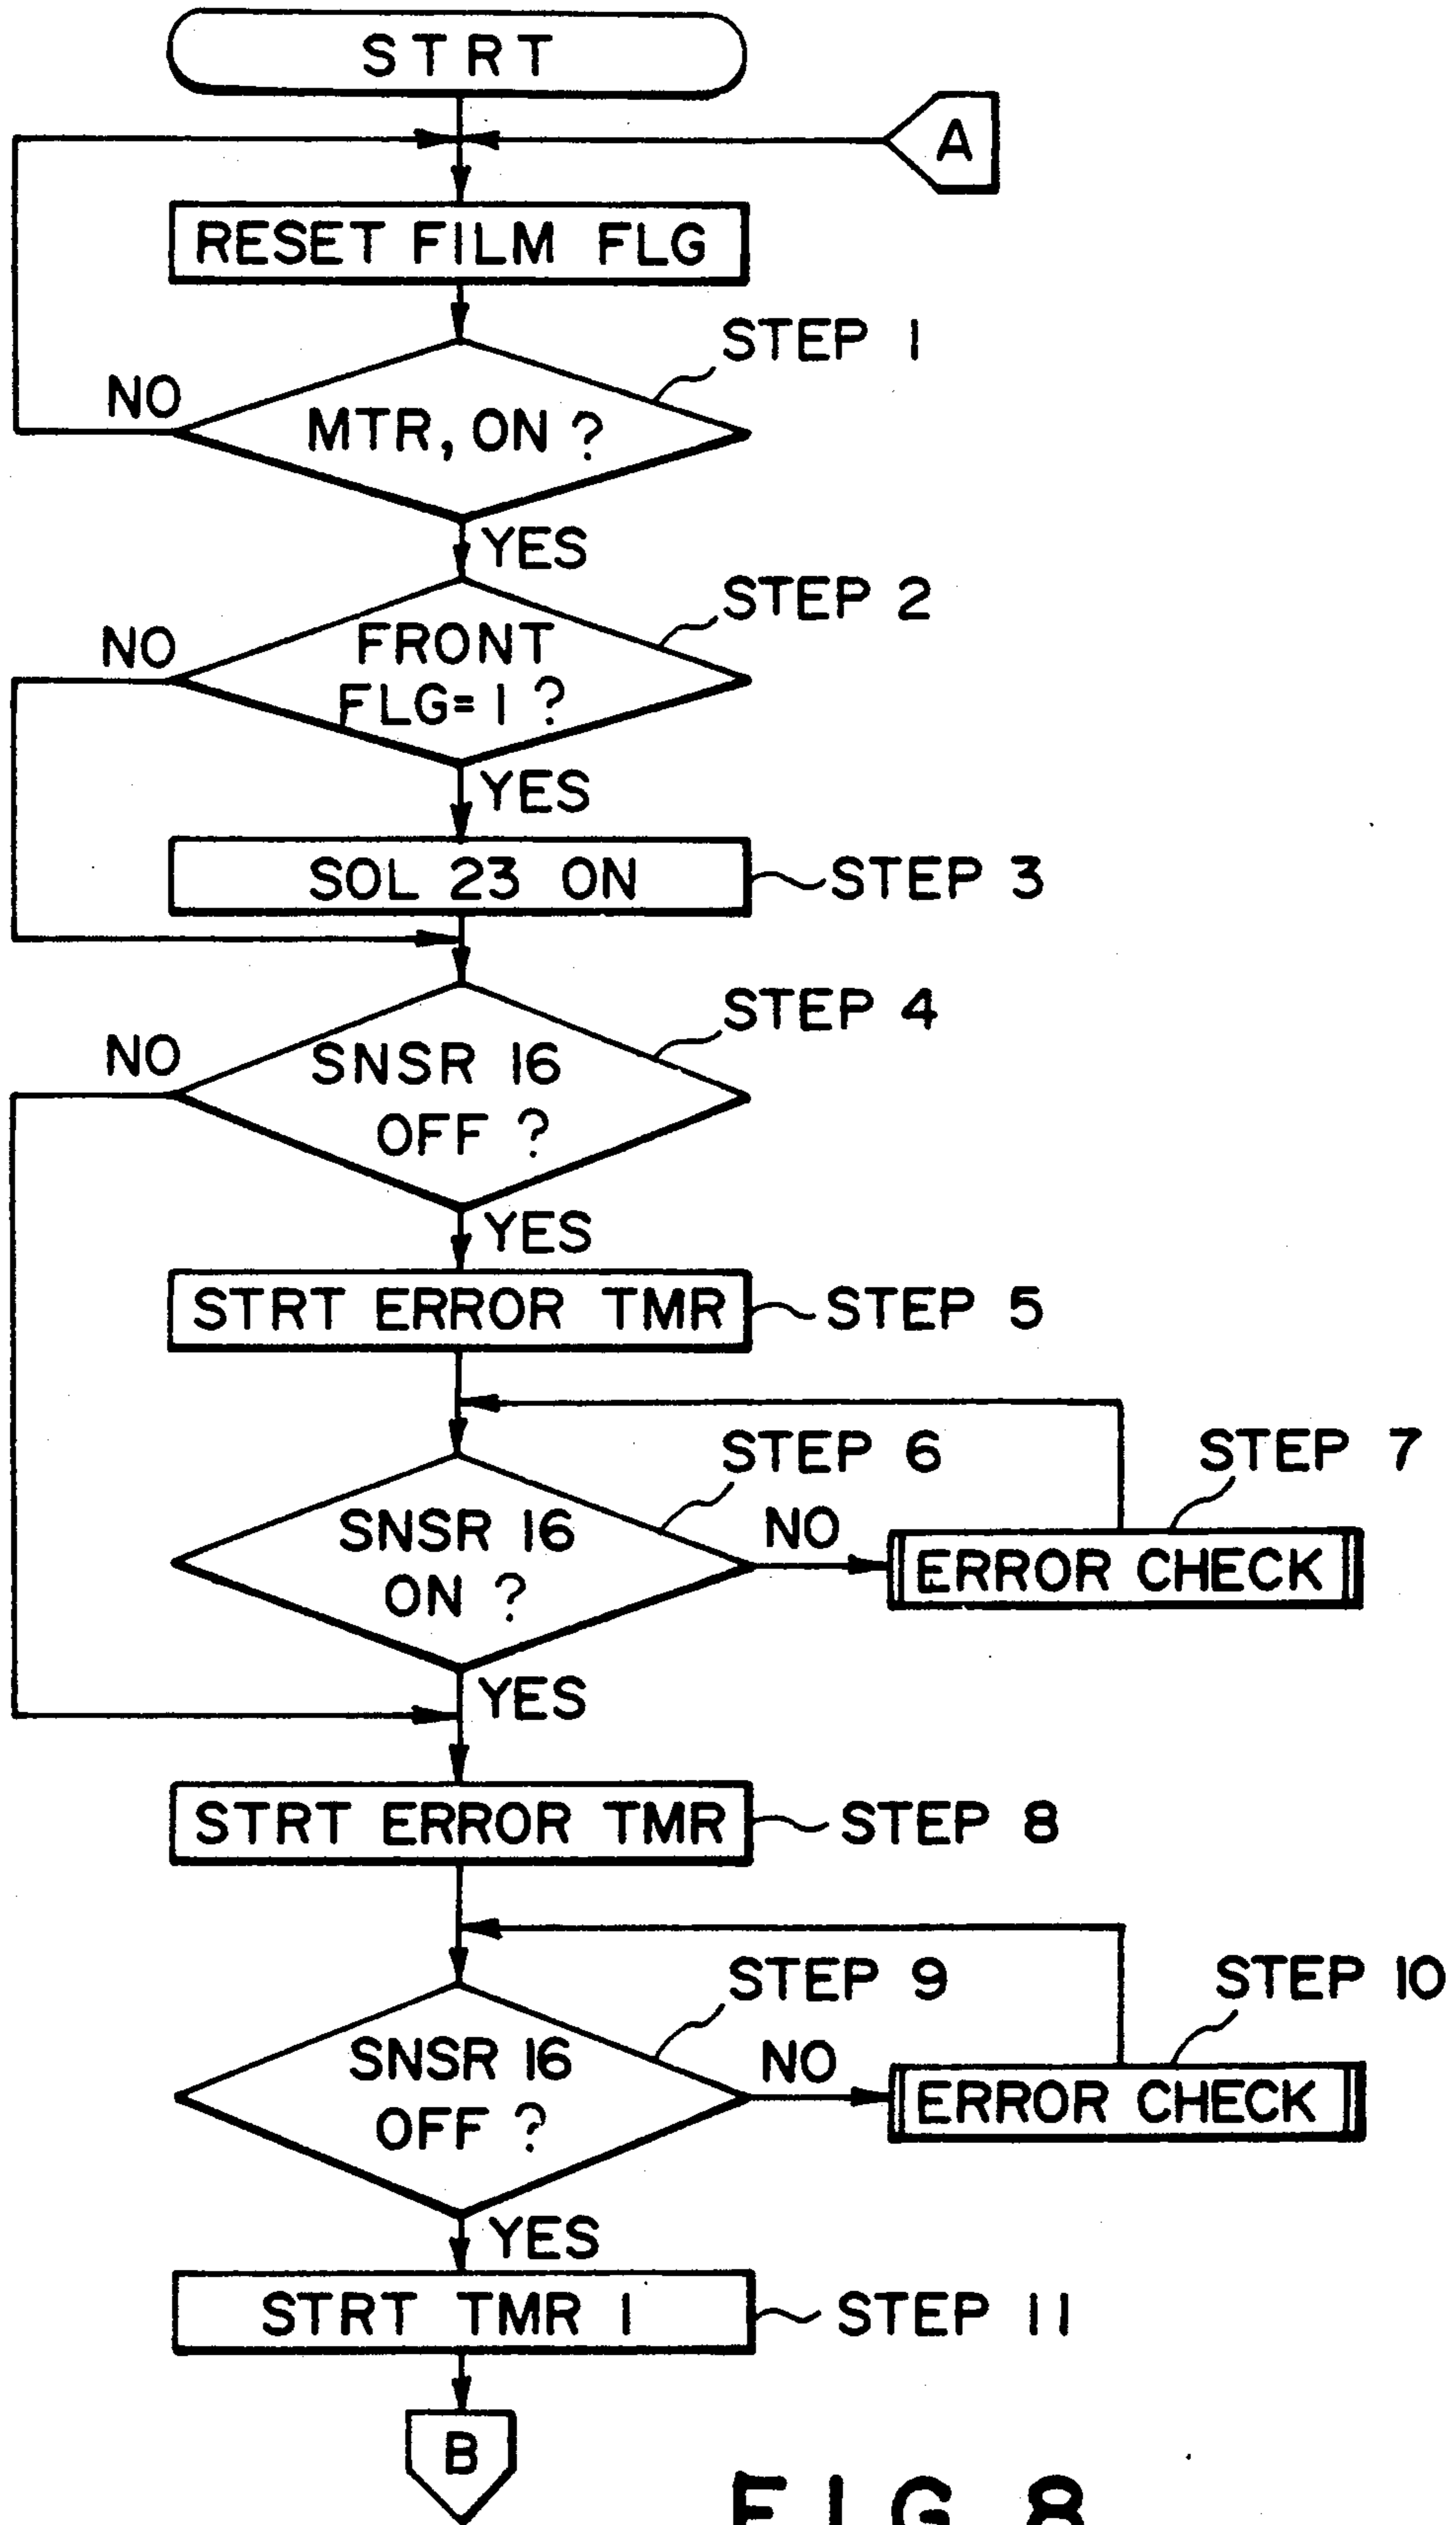 STRT
A
RESET FILM FLG
STEP 1
NO
MTR, ON ?
YES
STEP 2
NO
FRONT
FLG=1 ?
YES
SOL 23 ON
STEP 3
STEP 4
NO
SNSR 16
OFF ?
YES
STRT ERROR TMR
STEP 5
STEP 6
STEP 7
SNSR 16
ON ?
NO
ERROR CHECK
YES
STRT ERROR TMR
STEP 8
STEP 9
STEP 10
SNSR 16
OFF ?
NO
ERROR CHECK
YES
STRT TMR 1
STEP 11
B
FIG 8